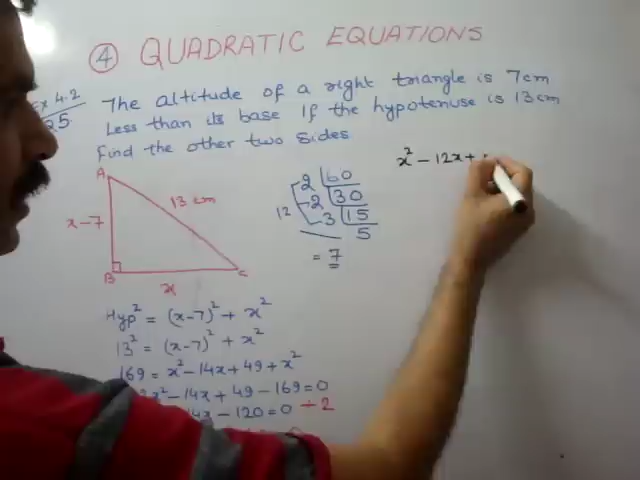 ④ QUADRATIC EQUATIONS
Ex 4.2
The altitude of a right triangle is 7cm
Less than its base If the hypotenuse is 13cm
Find the other two sides
A
x-7
13 cm
B
x
C
2 60
2 30
3 15
5
12
= 7
x² - 12x +
Hyp² = (x-7)² + x²
13² = (x-7)² + x²
169 = x² - 14x + 49 + x²
x² - 14x + 49 - 169 = 0
14x - 120 = 0 ÷ 2